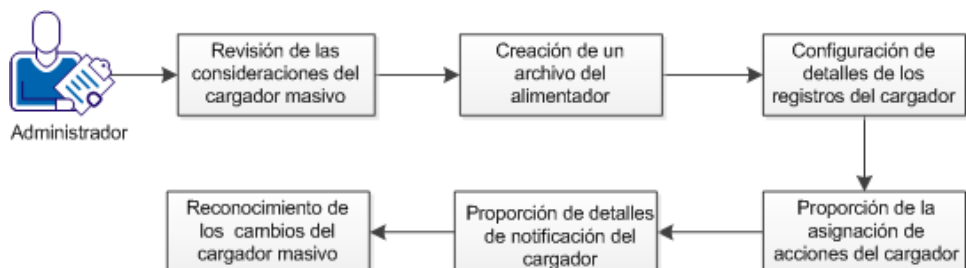 Administrador
Revisión de las
consideraciones del
cargador masivo
Creación de un
archivo del
alimentador
Configuración de
detalles de los
registros del cargador
Proporción de la
asignación de
acciones del cargador
Proporción de detalles
de notificación del
cargador
Reconocimiento de
los cambios del
cargador masivo